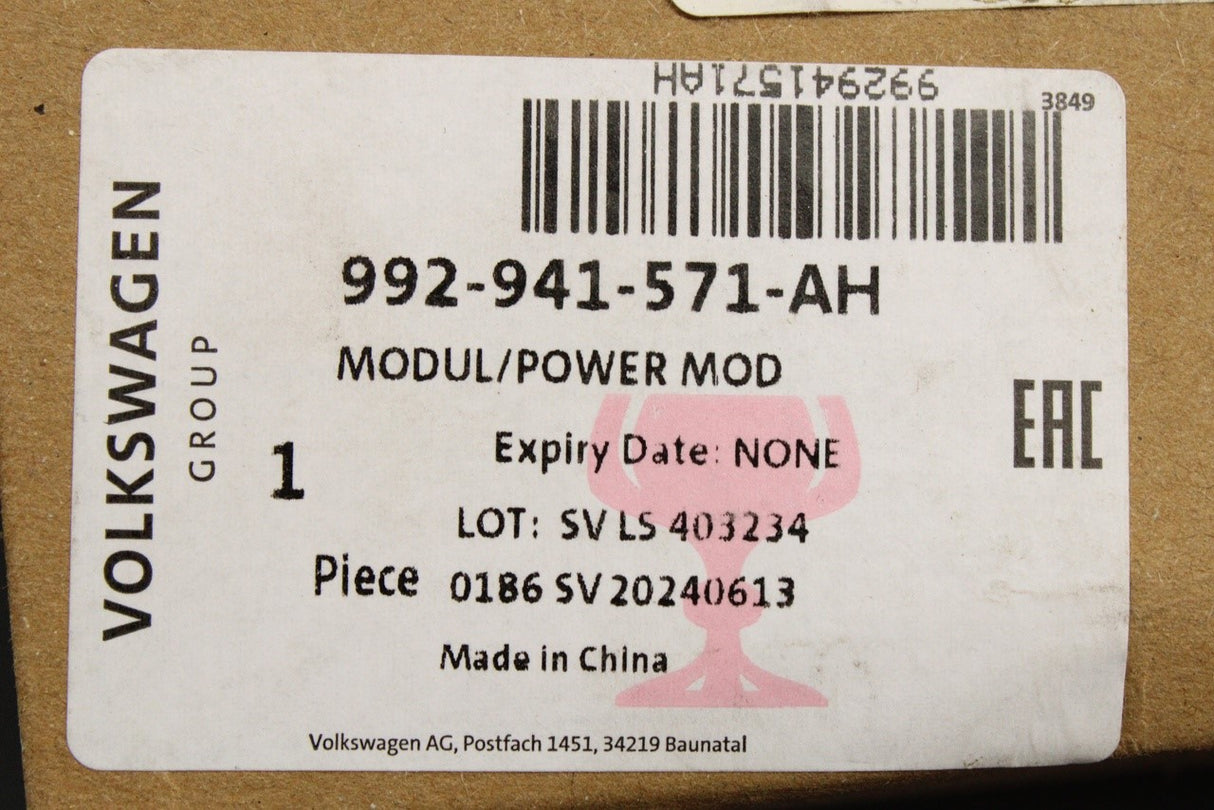 992941571AH
3849
VOLKSWAGEN
GROUP
992-941-571-AH
MODUL/POWER MOD
EAC
Expiry Date: NONE
1
LOT: SV LS 403234
Piece 0186 SV 20240613
Made in China
Volkswagen AG, Postfach 1451, 34219 Baunatal